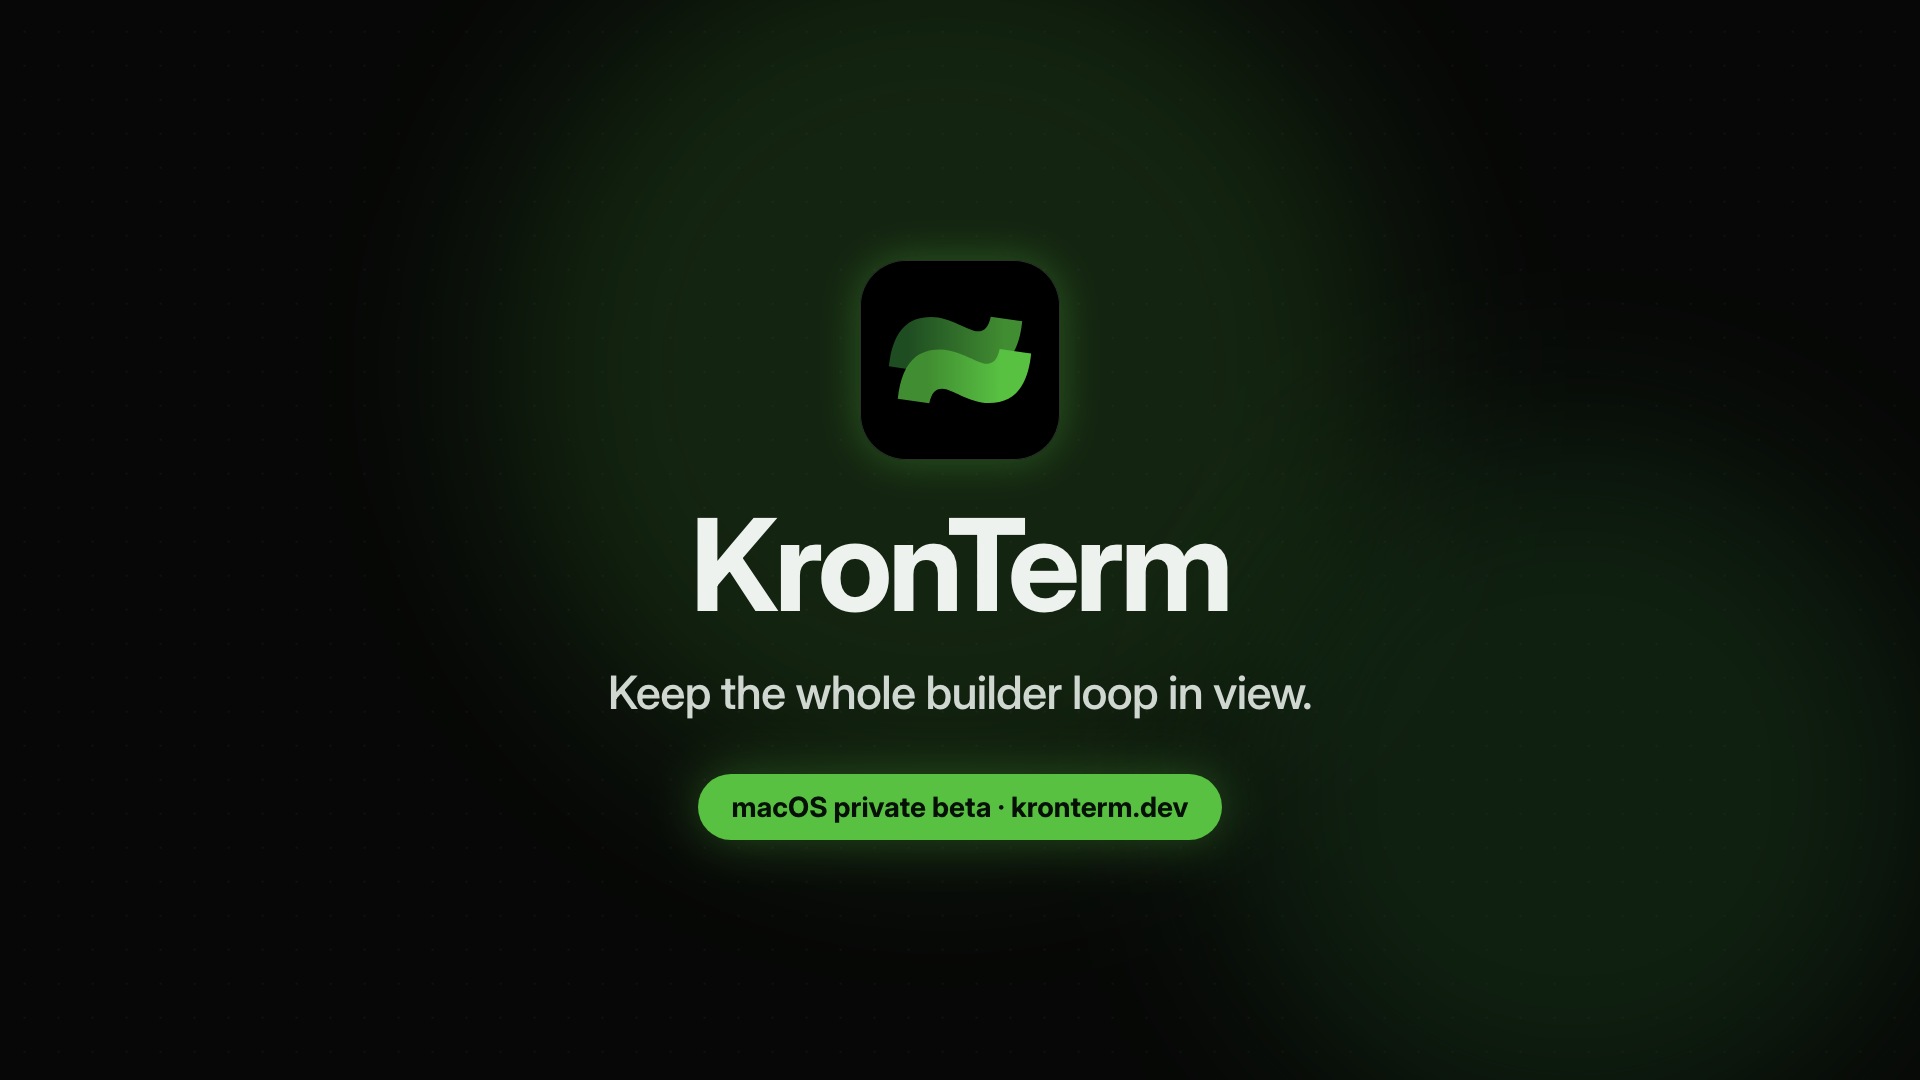 KronTerm
Keep the whole builder loop in view.
macOS private beta · kronterm.dev